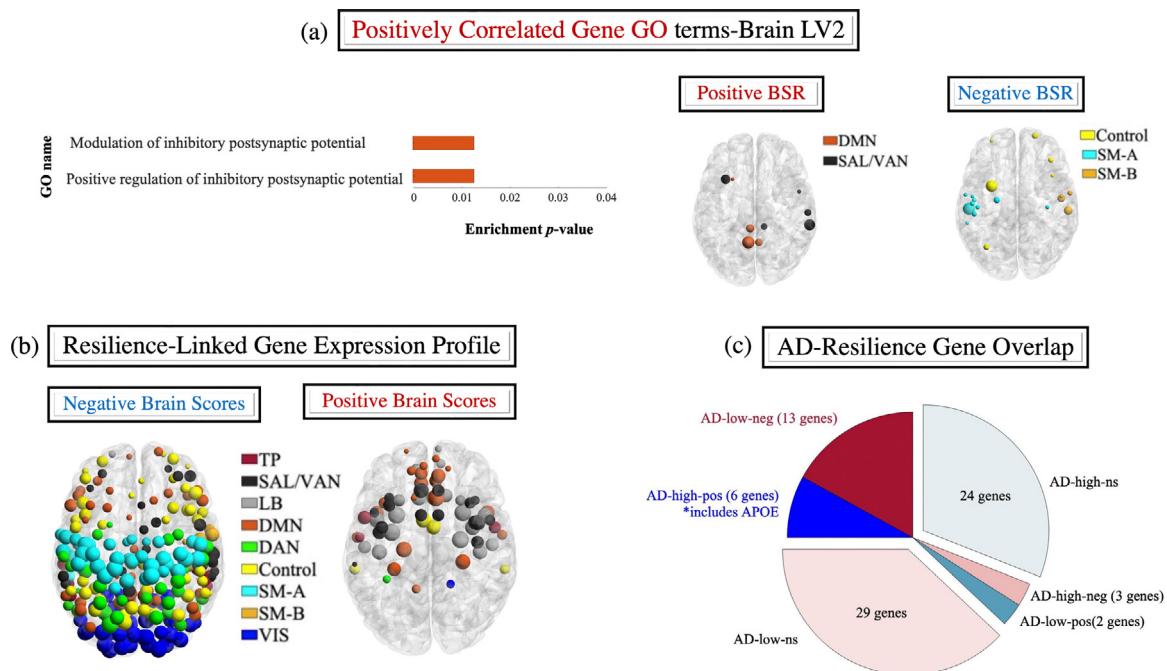 (a) Positively Correlated Gene GO terms-Brain LV2
Positive BSR
Negative BSR
GO name
Modulation of inhibitory postsynaptic potential
Positive regulation of inhibitory postsynaptic potential
0 0.01 0.02 0.03 0.04
Enrichment p-value
DMN
SAL/VAN
Control
SM-A
SM-B
(b) Resilience-Linked Gene Expression Profile
Negative Brain Scores
Positive Brain Scores
TP
SAL/VAN
LB
DMN
DAN
Control
SM-A
SM-B
VIS
(c) AD-Resilience Gene Overlap
AD-low-neg (13 genes)
AD-high-pos (6 genes)
*includes APOE
24 genes
AD-high-ns
AD-high-neg (3 genes)
AD-low-pos(2 genes)
29 genes
AD-low-ns